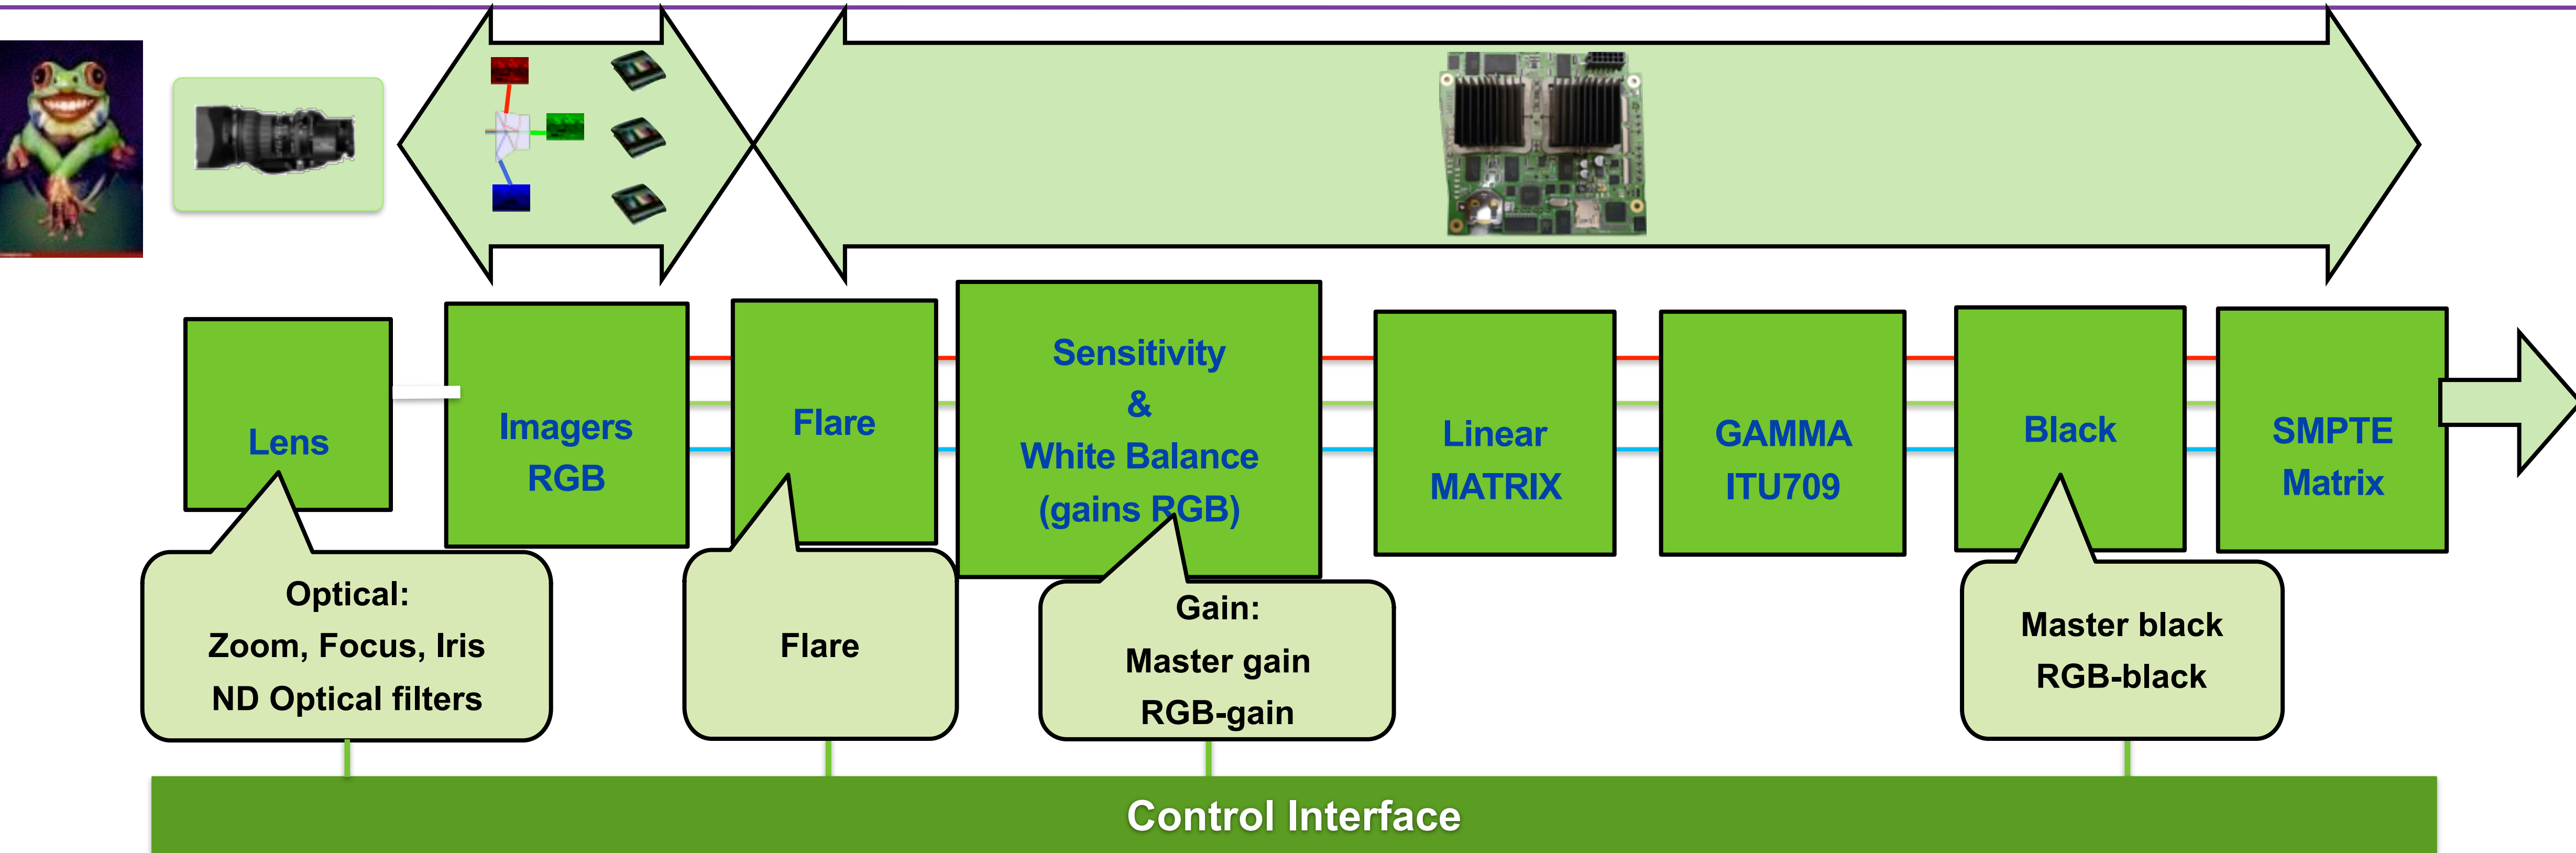 Lens
Imagers
RGB
Flare
Sensitivity
&
White Balance
(gains RGB)
Linear
MATRIX
GAMMA
ITU709
Black
SMPTE
Matrix
Optical:
Zoom, Focus, Iris
ND Optical filters
Flare
Gain:
Master gain
RGB-gain
Master black
RGB-black
Control Interface